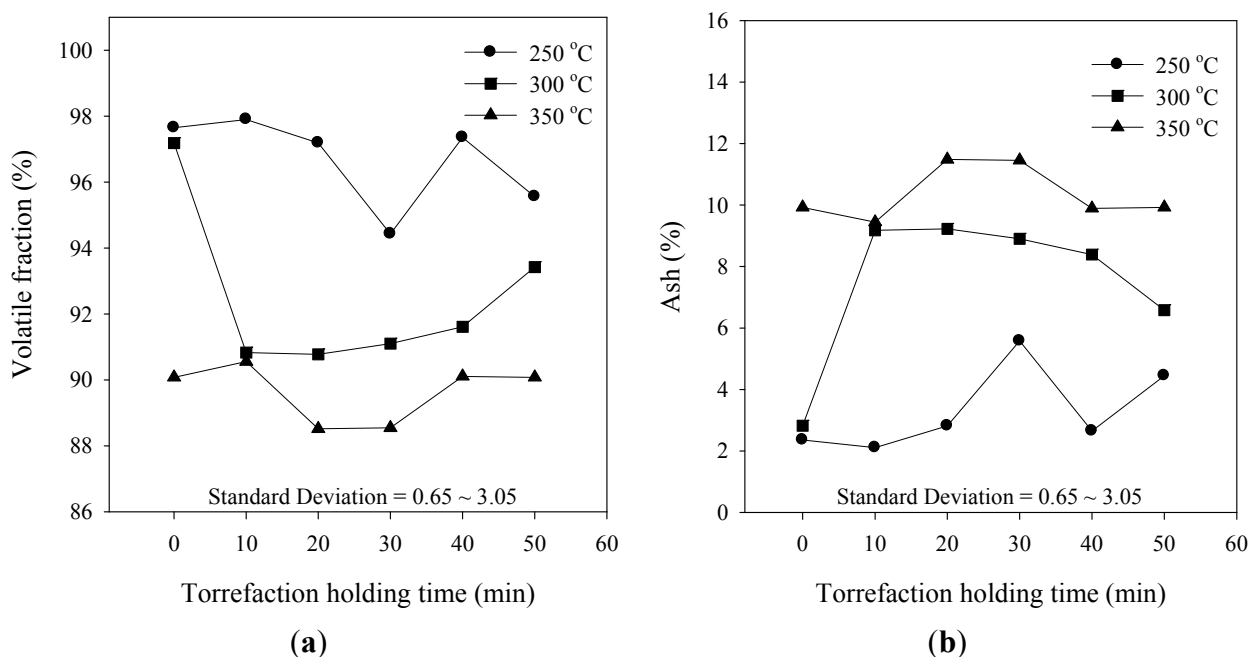 100
98
96
94
92
90
88
86
Volatile fraction (%)
250 °C
300 °C
350 °C
Standard Deviation = 0.65 ~ 3.05
0 10 20 30 40 50 60
Torrefaction holding time (min)
(a)
16
14
12
10
8
6
4
2
0
Ash (%)
250 °C
300 °C
350 °C
Standard Deviation = 0.65 ~ 3.05
0 10 20 30 40 50 60
Torrefaction holding time (min)
(b)